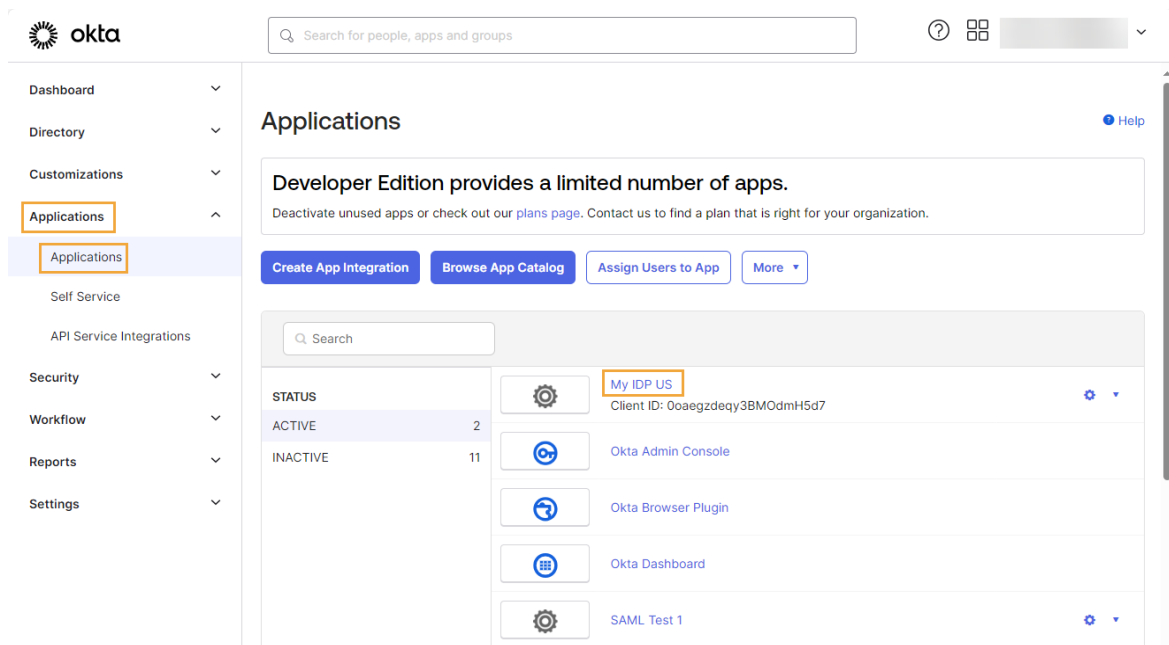 okta
Search for people, apps and groups
Dashboard
Directory
Customizations
Applications
Applications
Self Service
API Service Integrations
Security
Workflow
Reports
Settings
Applications
Help
Developer Edition provides a limited number of apps.
Deactivate unused apps or check out our plans page. Contact us to find a plan that is right for your organization.
Create App Integration
Browse App Catalog
Assign Users to App
More
Search
STATUS
ACTIVE 2
INACTIVE 11
My IDP US
Client ID: 0oaegzdeqy3BMOdmH5d7
Okta Admin Console
Okta Browser Plugin
Okta Dashboard
SAML Test 1